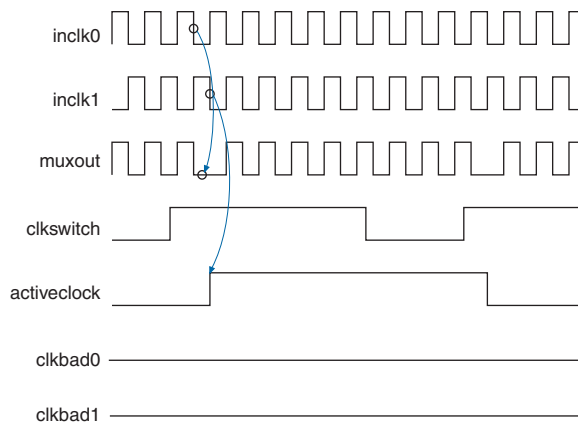 inclk0
inclk1
muxout
clkswitch
activeclock
clkbad0
clkbad1